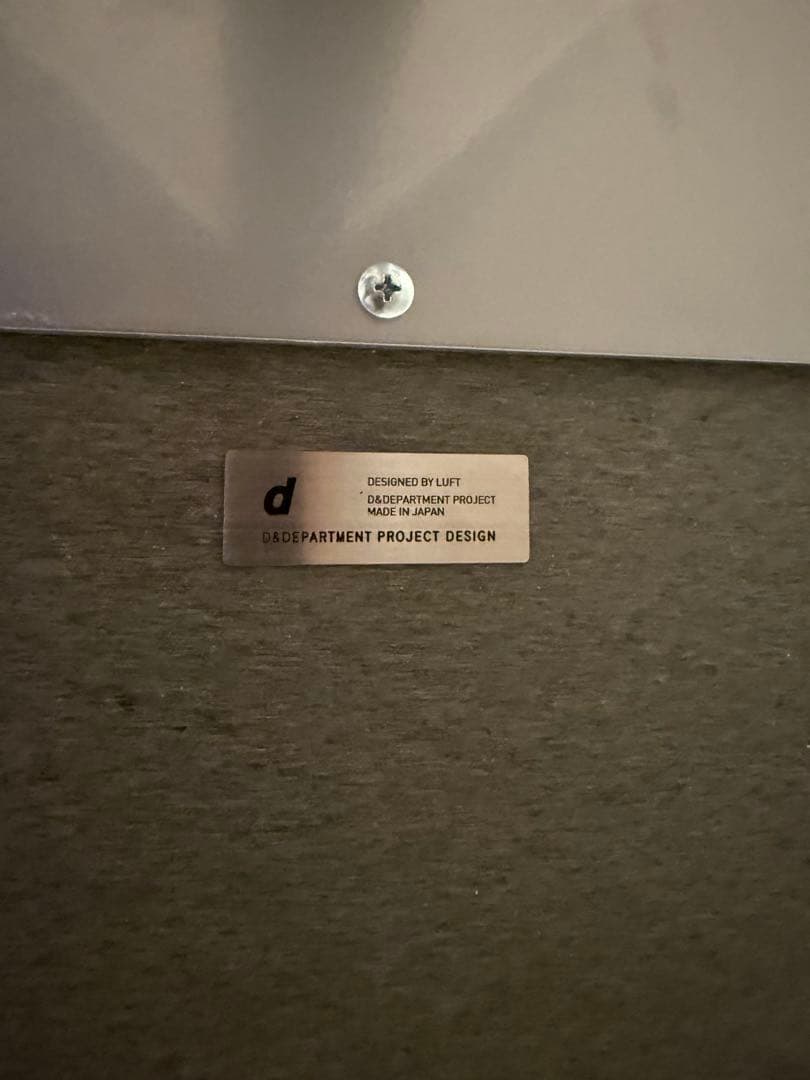 d
DESIGNED BY LUFT
D&DEPARTMENT PROJECT
MADE IN JAPAN
D&DEPARTMENT PROJECT DESIGN